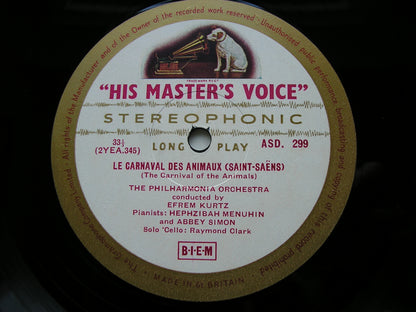 All rights of the Manufacturer and of the Owner of the recorded work reserved · Unauthorised public performance, broadcasting and copying of this record prohibited
TRADE MARK
"HIS MASTER'S VOICE"
STEREOPHONIC
LONG PLAY
33⅓
(2YEA.345)
ASD. 299
LE CARNAVAL DES ANIMAUX (SAINT-SAËNS)
(The Carnival of the Animals)
THE PHILHARMONIA ORCHESTRA
conducted by
EFREM KURTZ
Pianists: HEPHZIBAH MENUHIN
and ABBEY SIMON
Solo 'Cello: Raymond Clark
B·I·E·M
The Gramophone Company Limited
MADE IN Gt BRITAIN